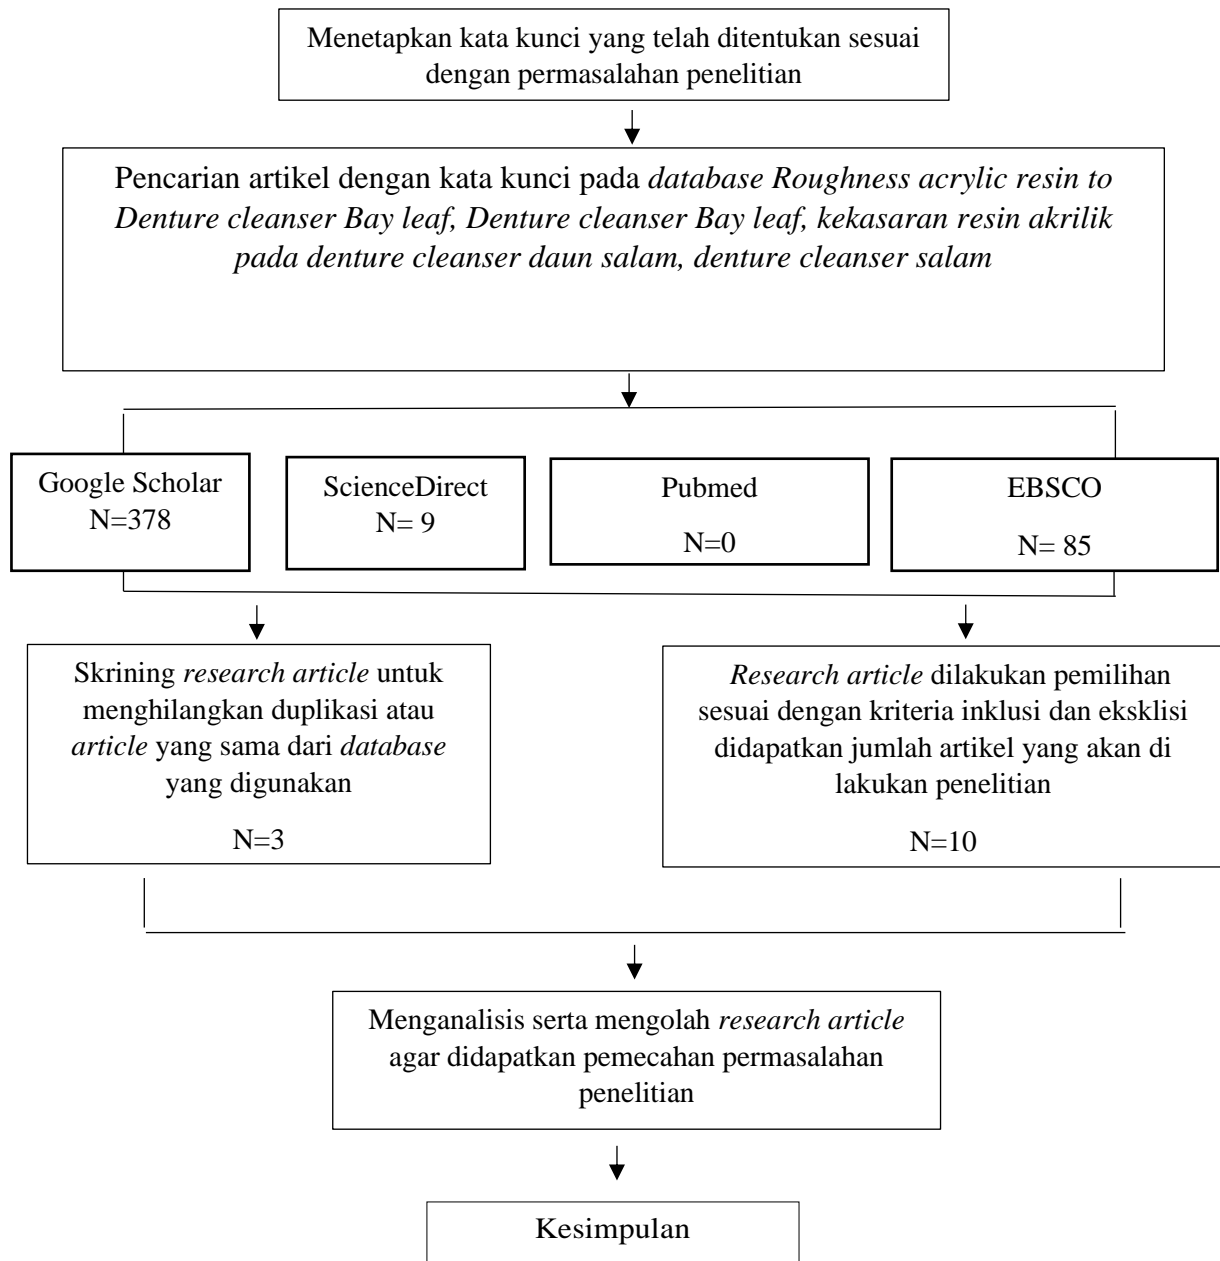 Menetapkan kata kunci yang telah ditentukan sesuai
dengan permasalahan penelitian
Pencarian artikel dengan kata kunci pada database Roughness acrylic resin to
Denture cleanser Bay leaf, Denture cleanser Bay leaf, kekasaran resin akrilik
pada denture cleanser daun salam, denture cleanser salam
Google Scholar
N=378
ScienceDirect
N= 9
Pubmed
N=0
EBSCO
N= 85
Skrining research article untuk
menghilangkan duplikasi atau
article yang sama dari database
yang digunakan
N=3
Research article dilakukan pemilihan
sesuai dengan kriteria inklusi dan eksklisi
didapatkan jumlah artikel yang akan di
lakukan penelitian
N=10
Menganalisis serta mengolah research article
agar didapatkan pemecahan permasalahan
penelitian
Kesimpulan